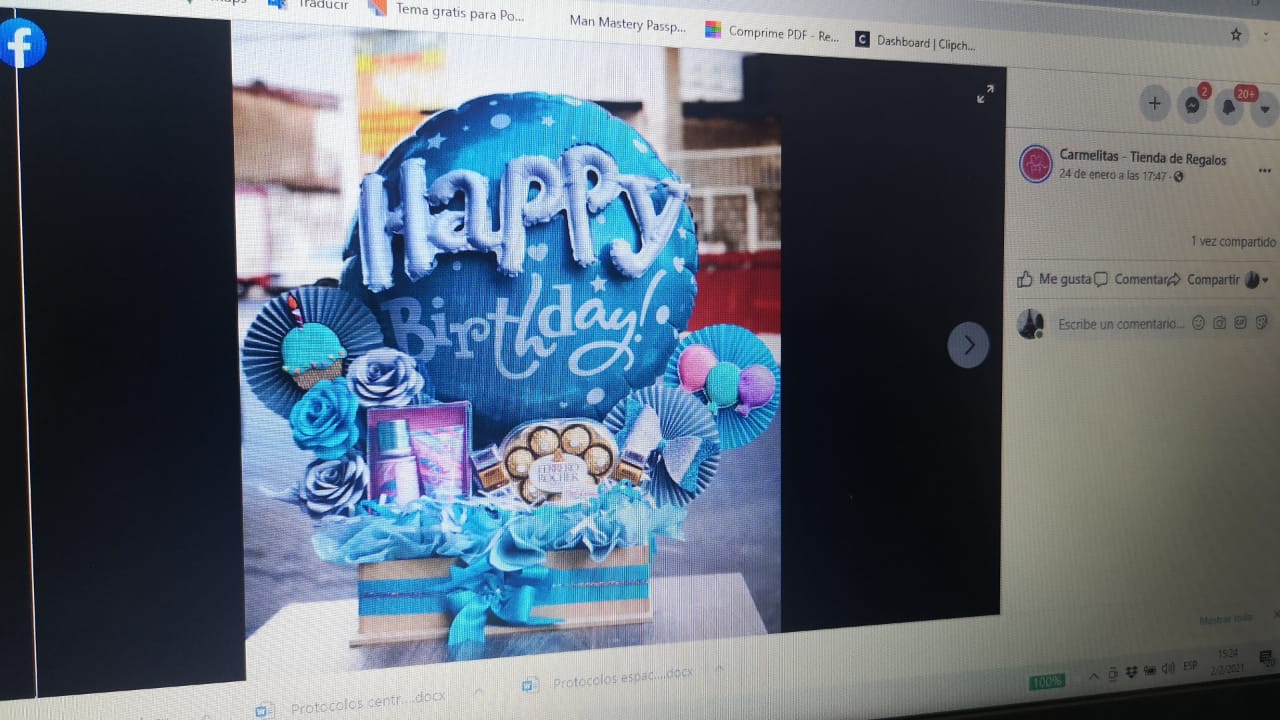 Traducir
Tema gratis para Po...
Man Mastery Passp...
Comprime PDF - Re...
Dashboard | Clipch...
HAPPY
Birthday!
FERRERO
ROCHER
2
20+
Carmelitas - Tienda de Regalos
24 de enero a las 17:47 ·
1 vez compartido
Me gusta
Comentar
Compartir
Escribe un comentario...
Mostrar todo
Protocolos centr....docx
Protocolos espac....docx
100%
ESP
15:24
2/2/2021